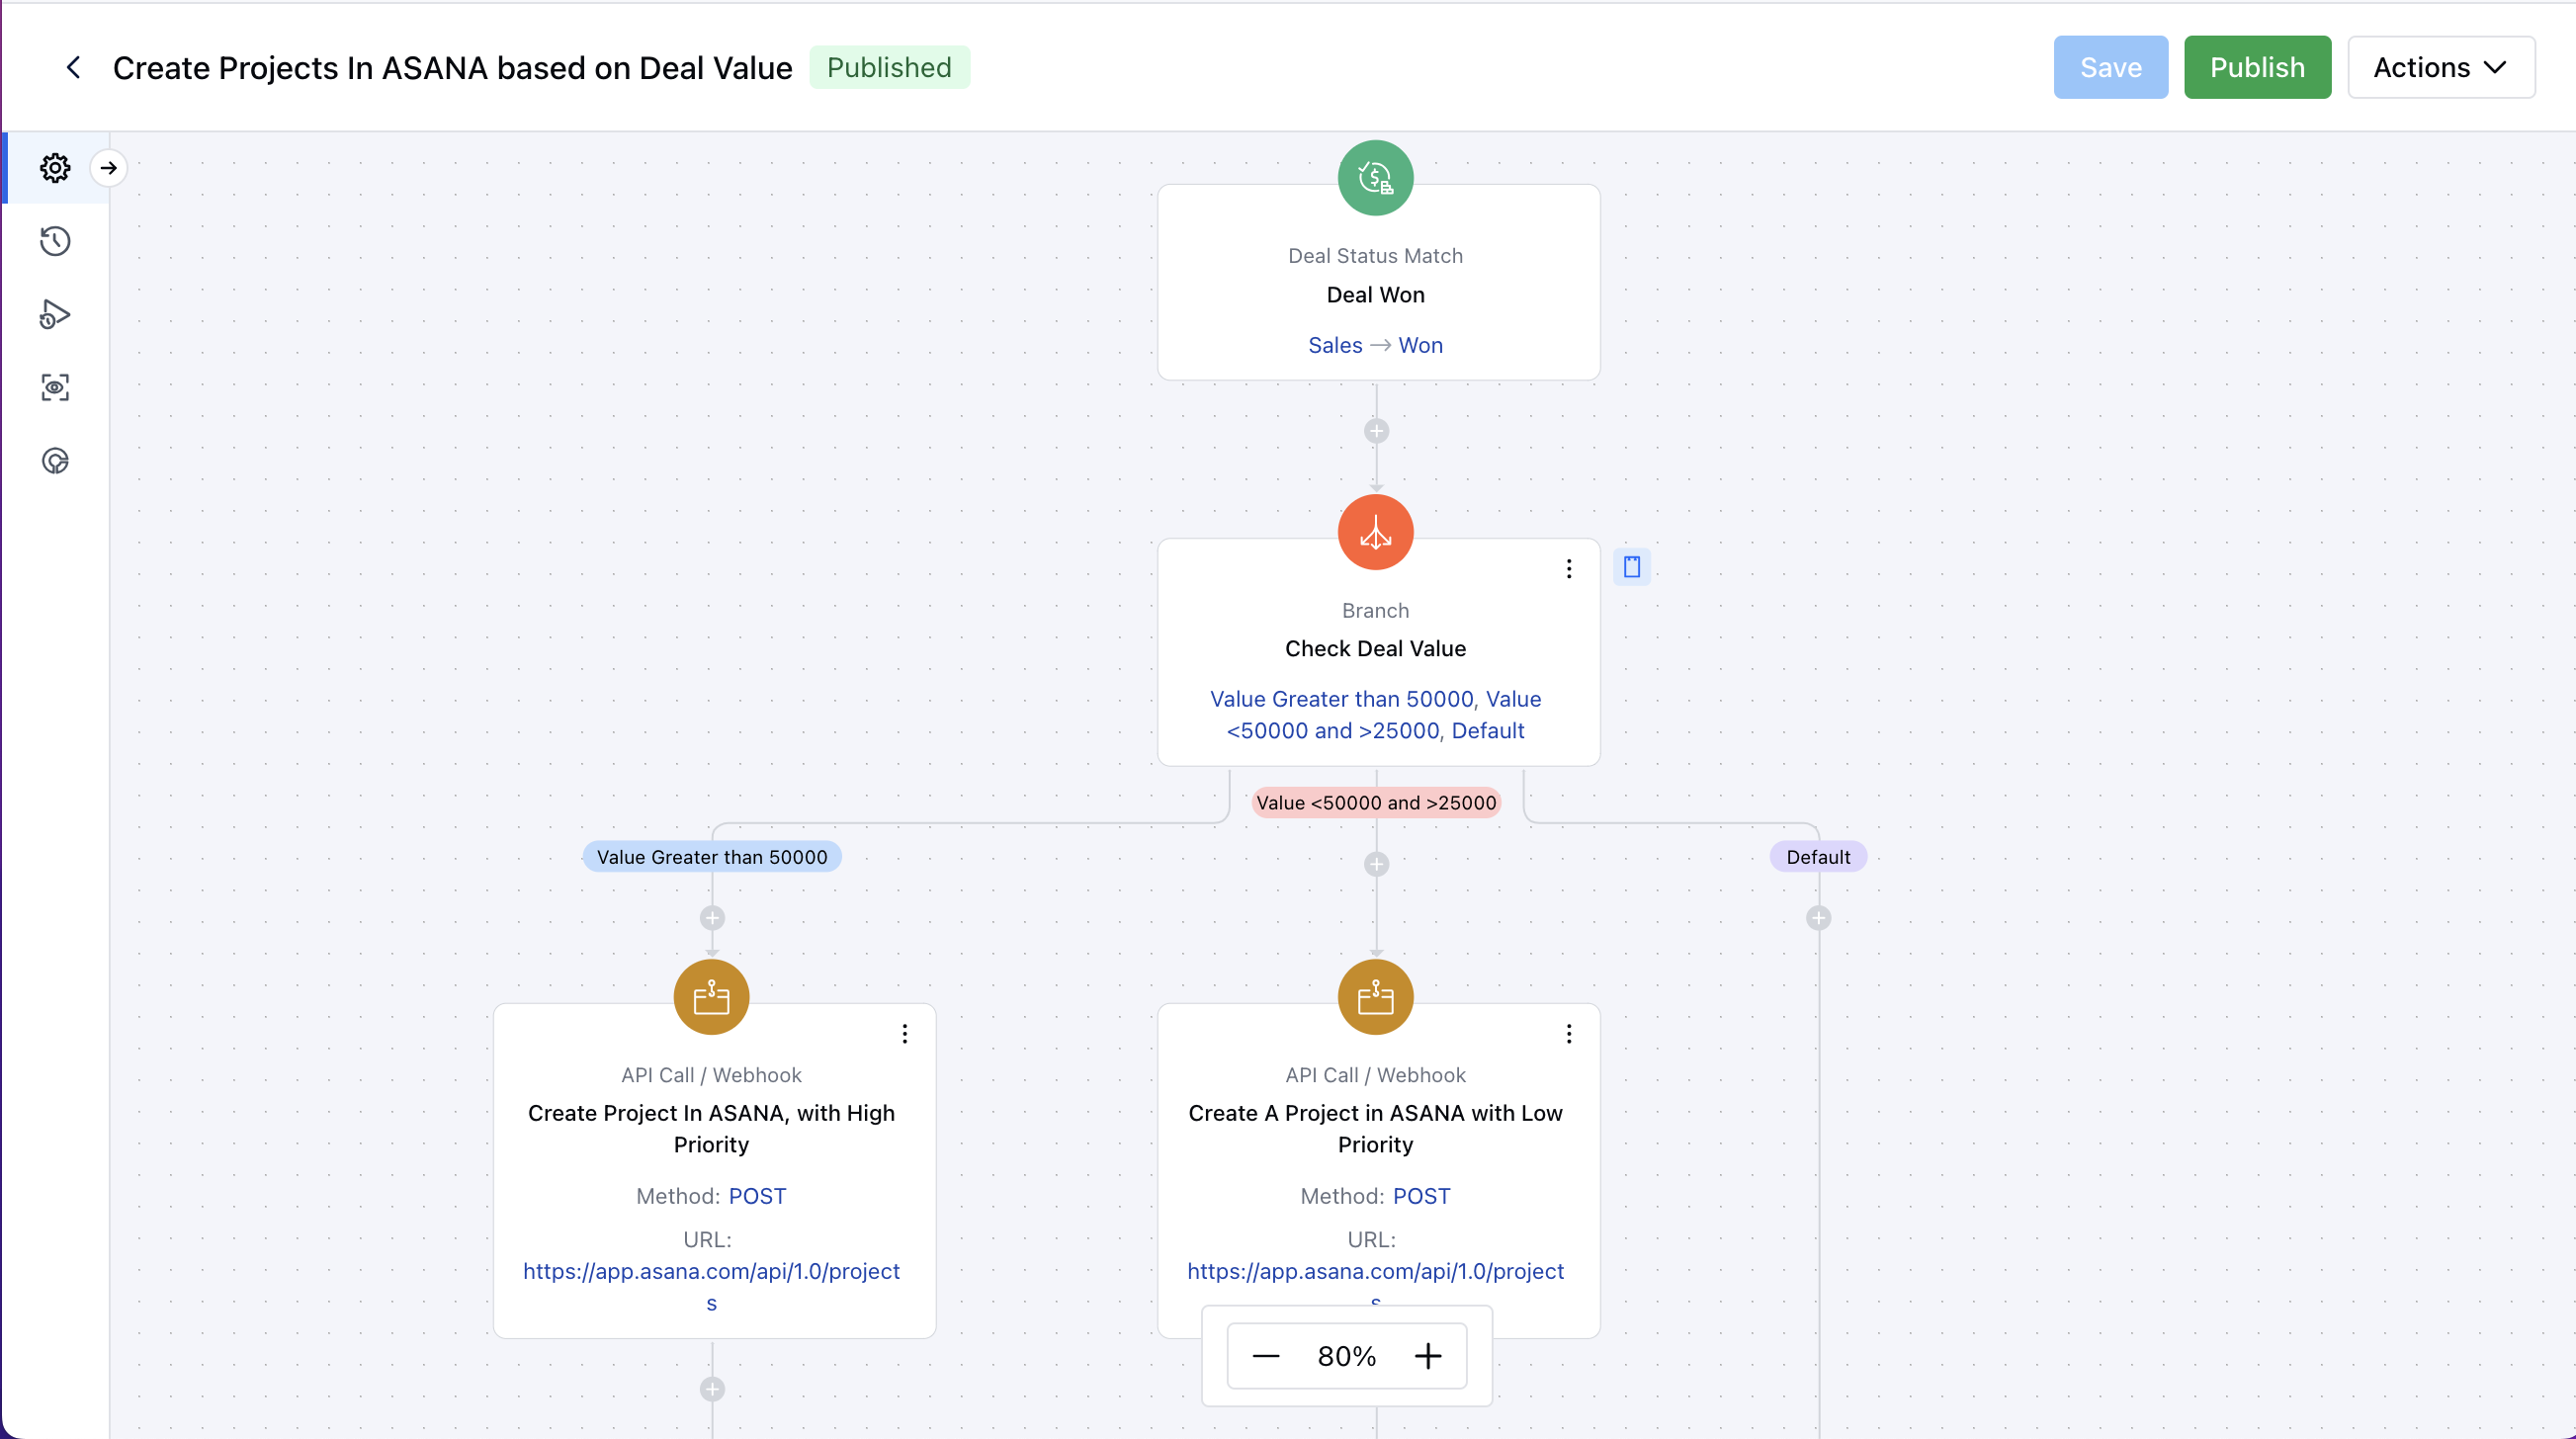 Create Projects In ASANA based on Deal Value
Published
Save
Publish
Actions
Deal Status Match
Deal Won
Sales → Won
Branch
Check Deal Value
Value Greater than 50000, Value
<50000 and >25000, Default
Value <50000 and >25000
Value Greater than 50000
Default
API Call / Webhook
Create Project In ASANA, with High
Priority
Method: POST
URL:
https://app.asana.com/api/1.0/project
s
API Call / Webhook
Create A Project in ASANA with Low
Priority
Method: POST
URL:
https://app.asana.com/api/1.0/project
s
80%